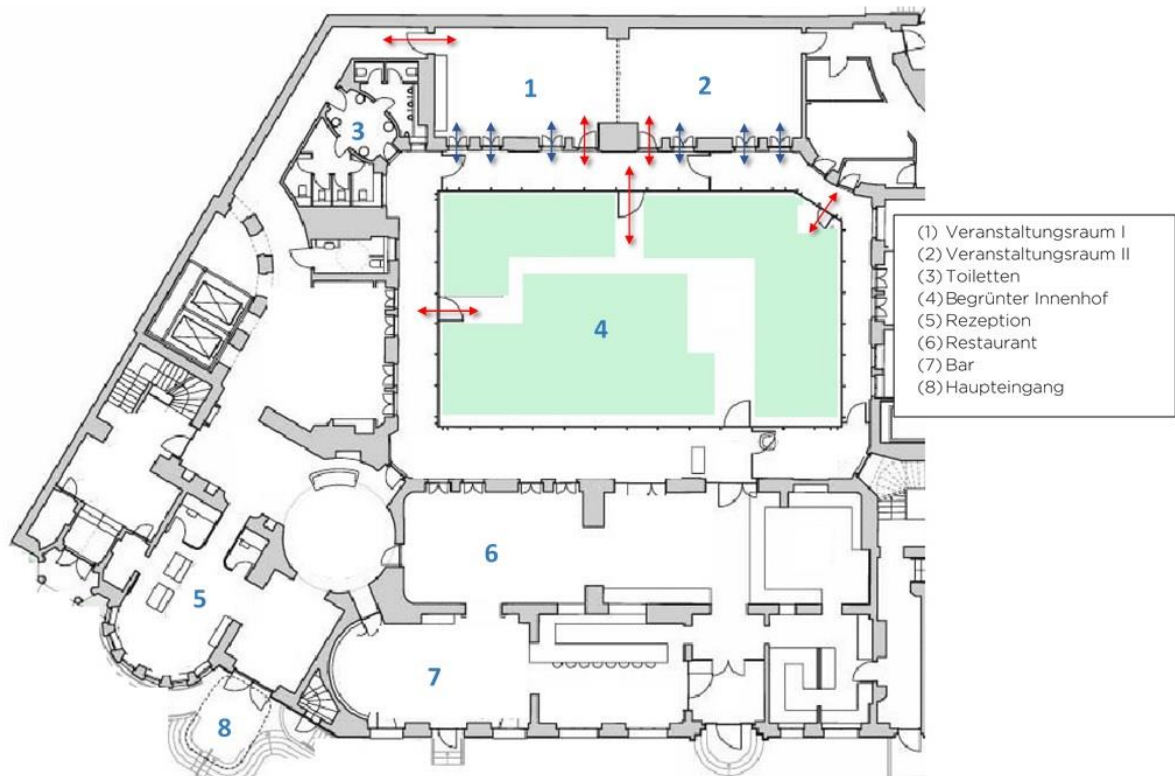 1
2
3
4
5
6
7
8
(1) Veranstaltungsraum I
(2) Veranstaltungsraum II
(3) Toiletten
(4) Begrünter Innenhof
(5) Rezeption
(6) Restaurant
(7) Bar
(8) Haupteingang